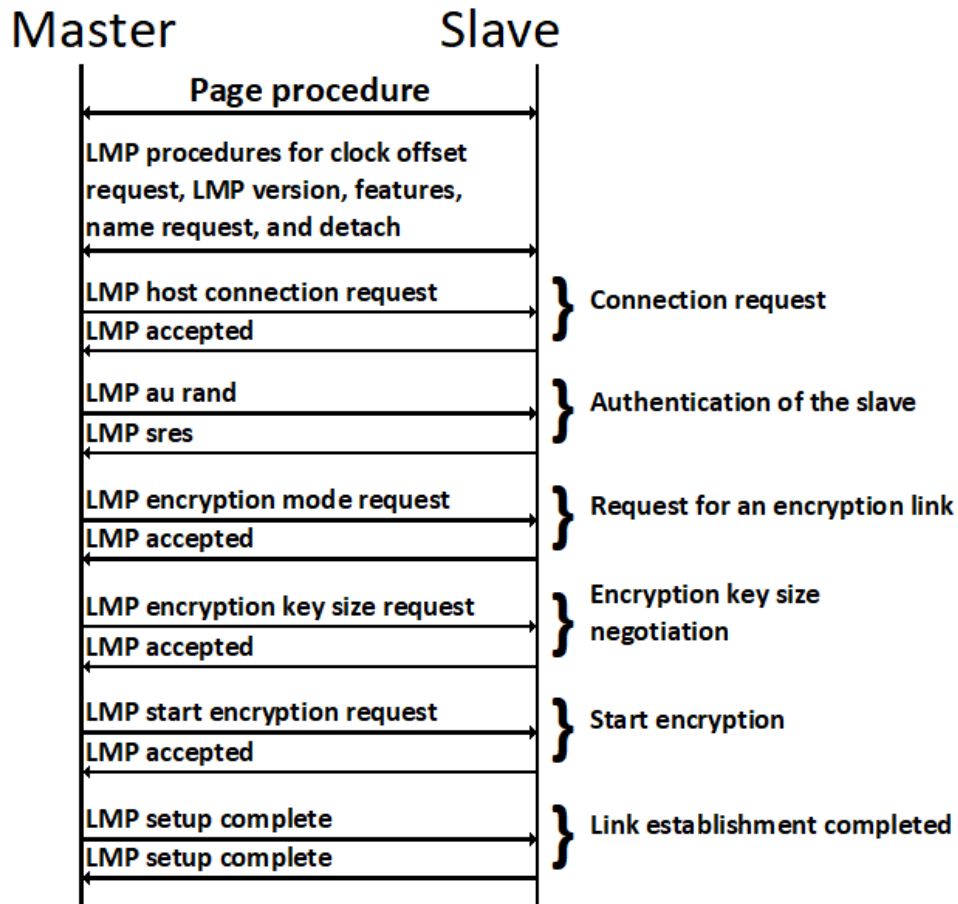 Master
Slave
Page procedure
LMP procedures for clock offset
request, LMP version, features,
name request, and detach
LMP host connection request
LMP accepted
} Connection request
LMP au rand
LMP sres
} Authentication of the slave
LMP encryption mode request
LMP accepted
} Request for an encryption link
LMP encryption key size request
LMP accepted
} Encryption key size
negotiation
LMP start encryption request
LMP accepted
} Start encryption
LMP setup complete
LMP setup complete
} Link establishment completed